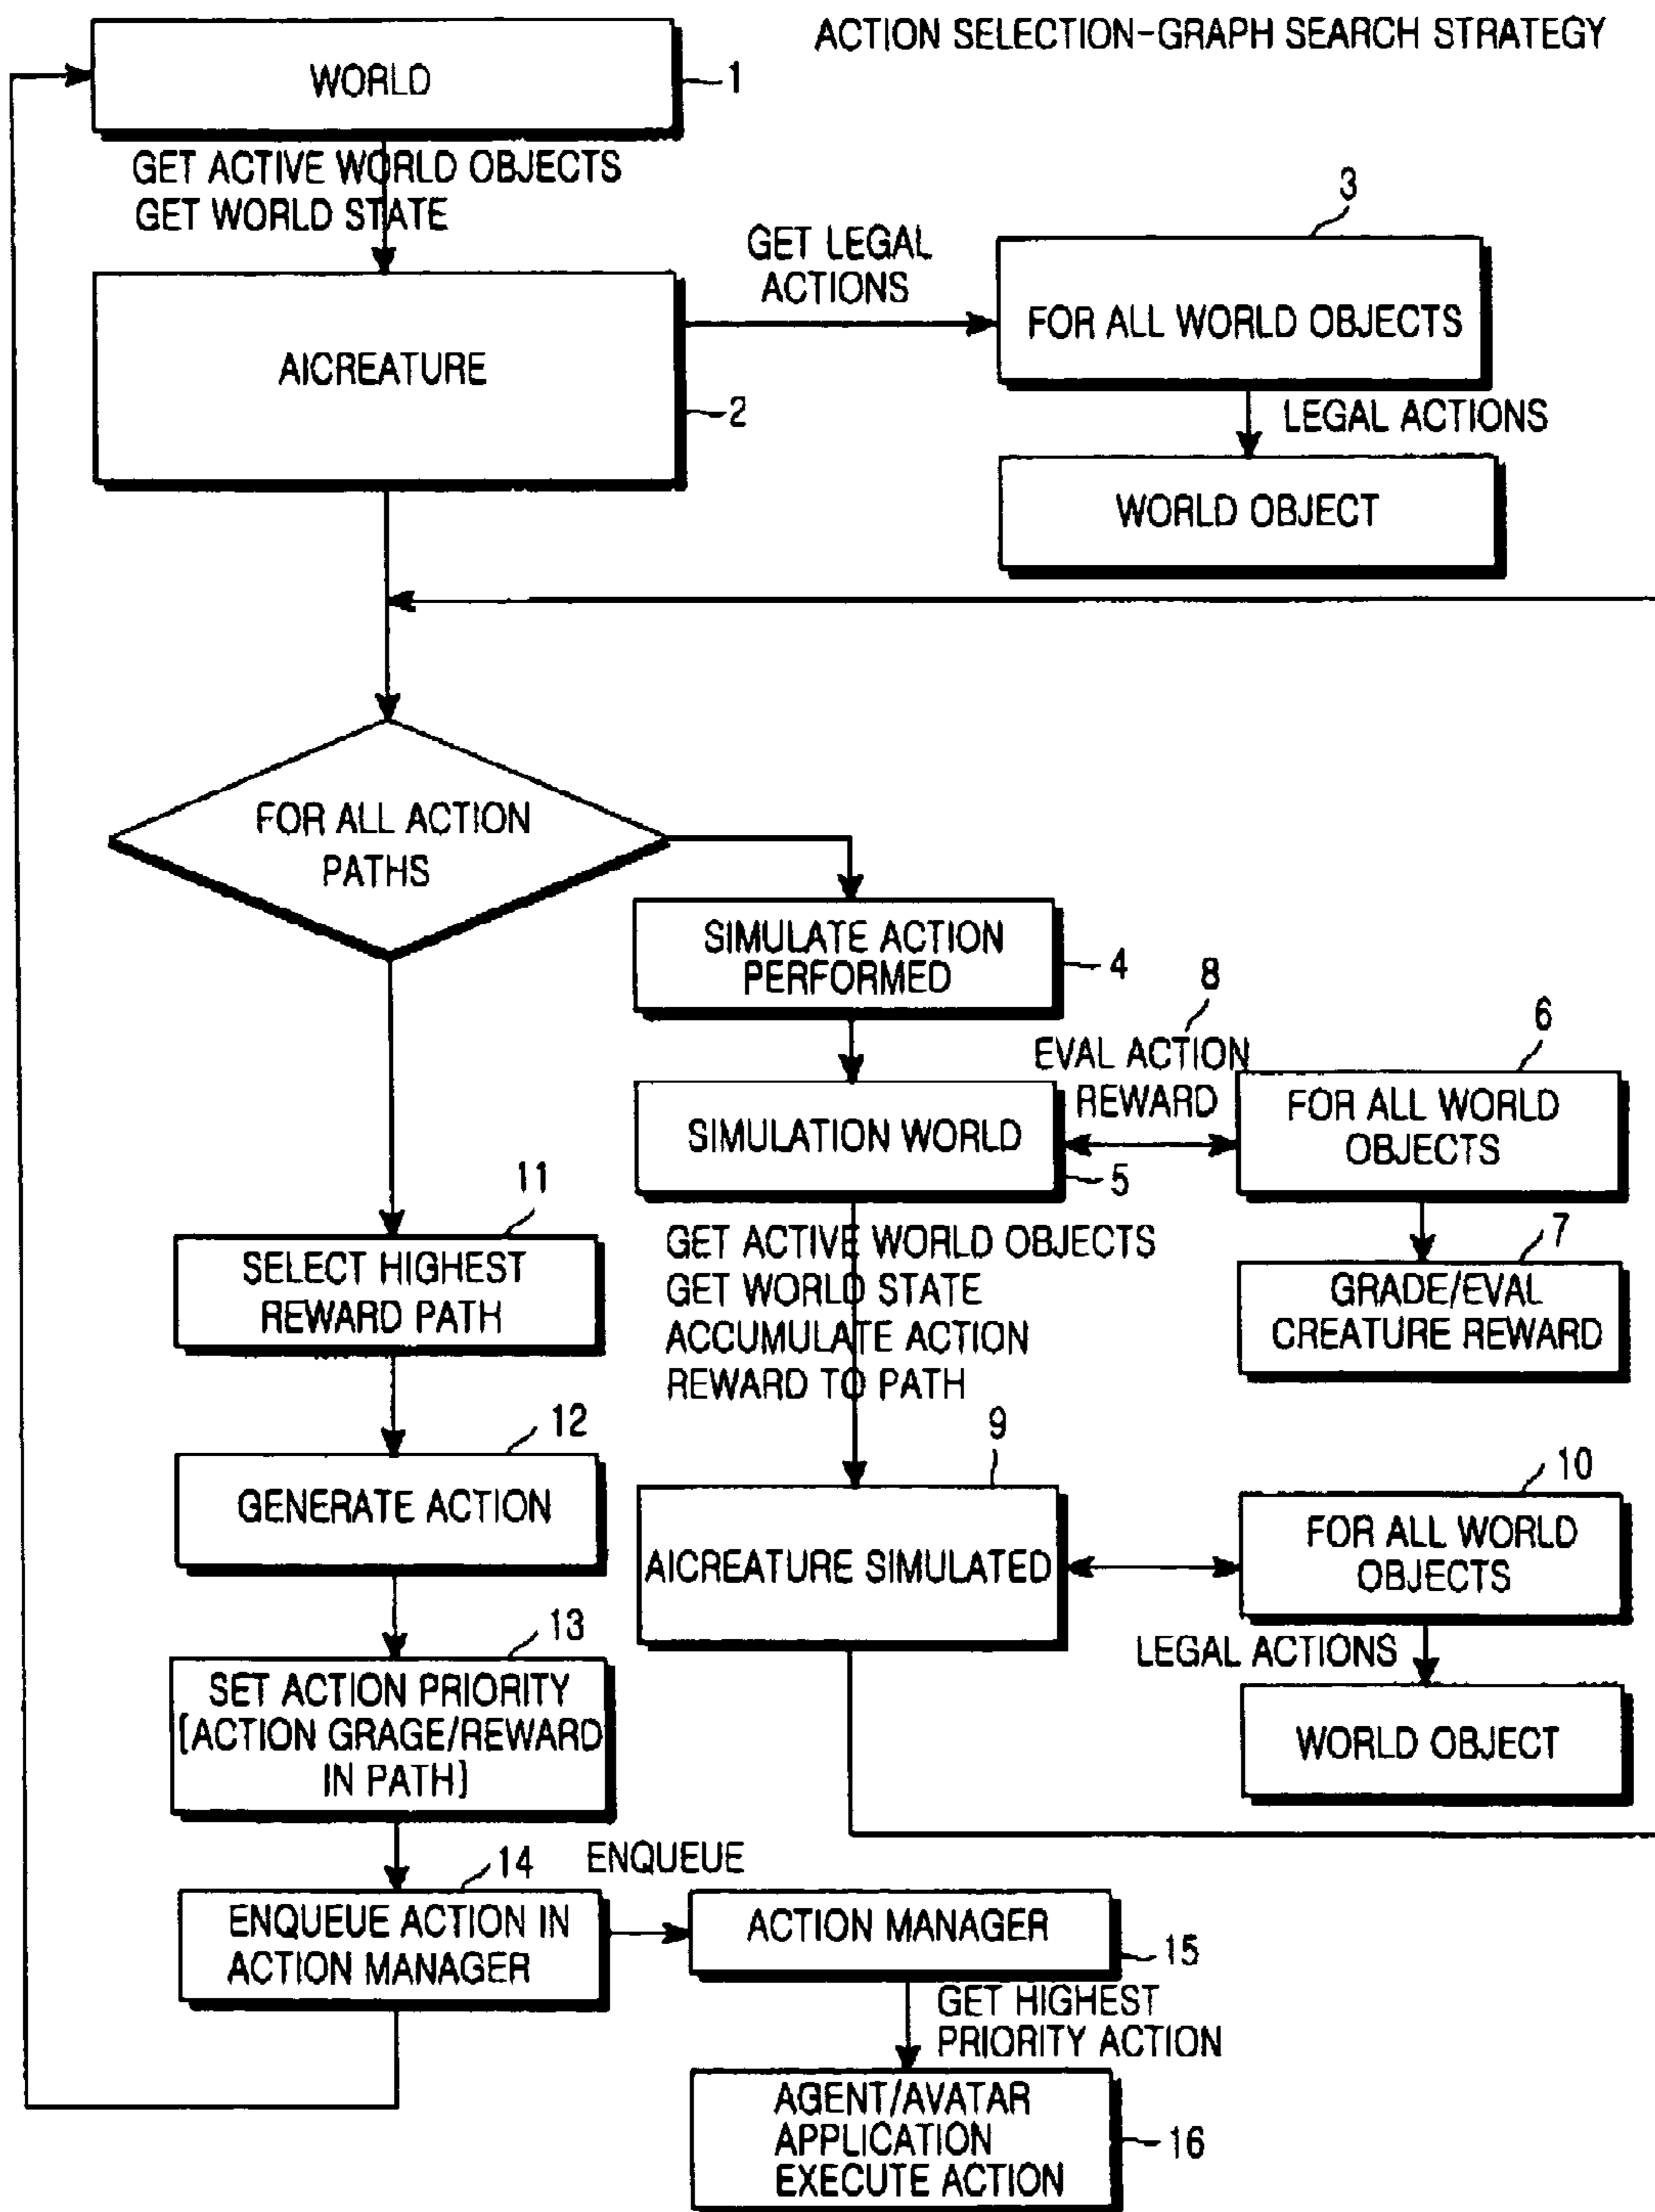 ACTION SELECTION-GRAPH SEARCH STRATEGY
WORLD
1
GET ACTIVE WORLD OBJECTS
GET WORLD STATE
AICREATURE
2
GET LEGAL
ACTIONS
3
FOR ALL WORLD OBJECTS
LEGAL ACTIONS
WORLD OBJECT
FOR ALL ACTION
PATHS
SIMULATE ACTION
PERFORMED
4
8
EVAL ACTION
REWARD
SIMULATION WORLD
5
6
FOR ALL WORLD
OBJECTS
7
GRADE/EVAL
CREATURE REWARD
GET ACTIVE WORLD OBJECTS
GET WORLD STATE
ACCUMULATE ACTION
REWARD TO PATH
9
AICREATURE SIMULATED
10
FOR ALL WORLD
OBJECTS
LEGAL ACTIONS
WORLD OBJECT
11
SELECT HIGHEST
REWARD PATH
12
GENERATE ACTION
13
SET ACTION PRIORITY
[ACTION GRAGE/REWARD
IN PATH]
14
ENQUEUE ACTION IN
ACTION MANAGER
ENQUEUE
ACTION MANAGER
15
GET HIGHEST
PRIORITY ACTION
AGENT/AVATAR
APPLICATION
EXECUTE ACTION
16